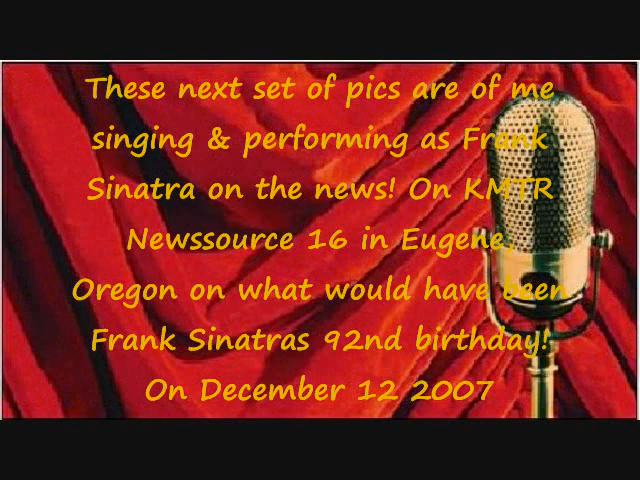 These next set of pics are of me
singing & performing as Frank
Sinatra on the news! On KMTR
Newssource 16 in Eugene,
Oregon on what would have been
Frank Sinatras 92nd birthday!
On December 12 2007